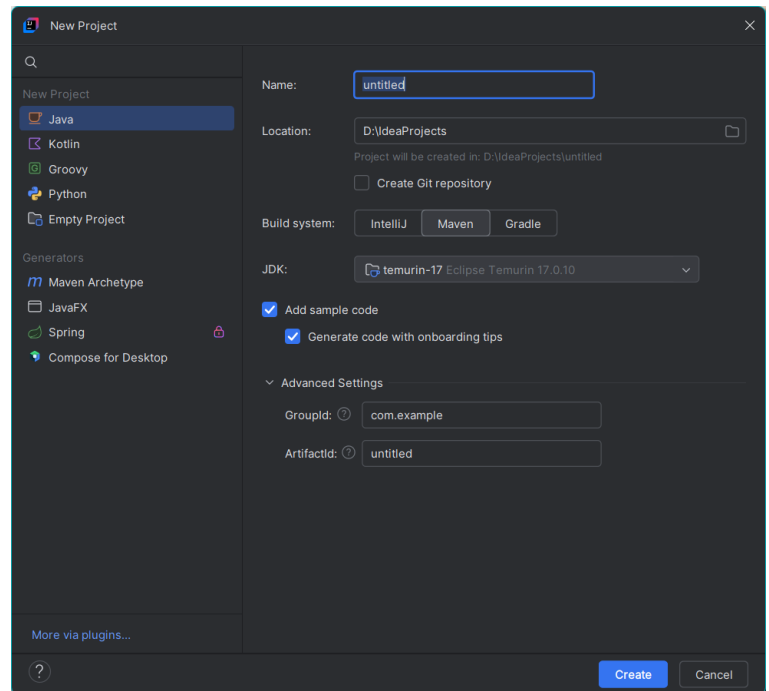 New Project
New Project
Java
Kotlin
Groovy
Python
Empty Project
Generators
Maven Archetype
JavaFX
Spring
Compose for Desktop
More via plugins...
Name:
untitled
Location:
D:\IdeaProjects
Project will be created in: D:\IdeaProjects\untitled
Create Git repository
Build system:
IntelliJ
Maven
Gradle
JDK:
temurin-17 Eclipse Temurin 17.0.10
Add sample code
Generate code with onboarding tips
Advanced Settings
GroupId:
?
com.example
ArtifactId:
?
untitled
?
Create
Cancel